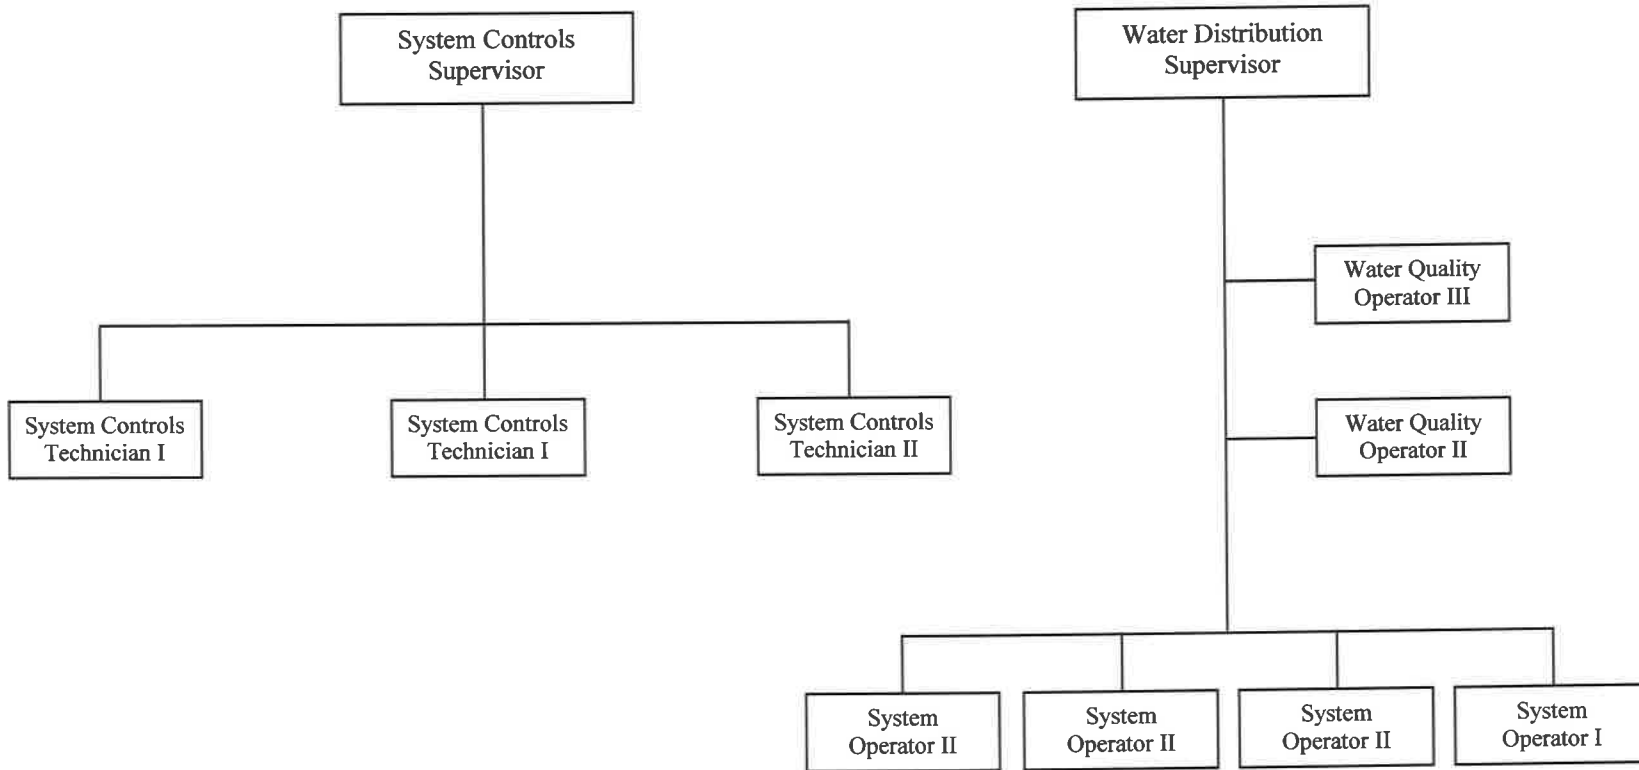 System Controls
Supervisor
Water Distribution
Supervisor
Water Quality
Operator III
Water Quality
Operator II
System Controls
Technician I
System Controls
Technician I
System Controls
Technician II
System
Operator II
System
Operator II
System
Operator II
System
Operator I